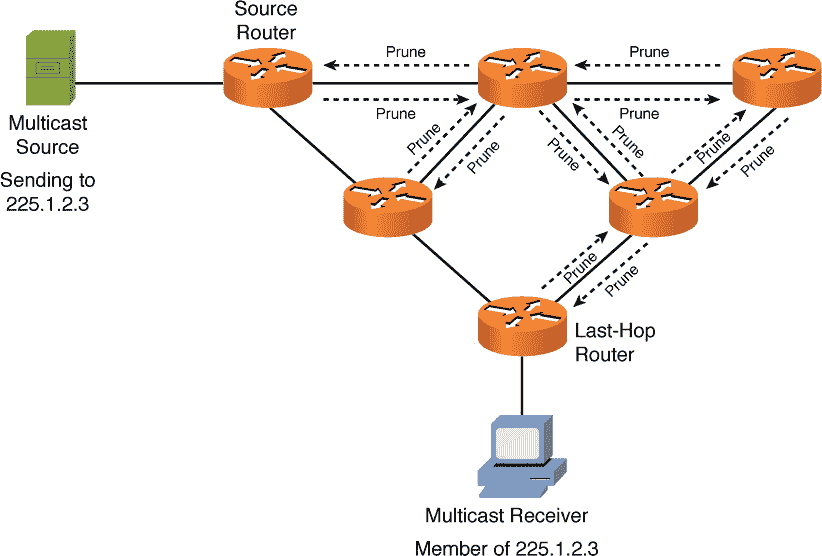 Source
Router
Prune
Prune
Prune
Prune
Multicast
Source
Sending to
225.1.2.3
Prune
Prune
Prune
Prune
Prune
Prune
Prune
Prune
Last-Hop
Router
Multicast Receiver
Member of 225.1.2.3